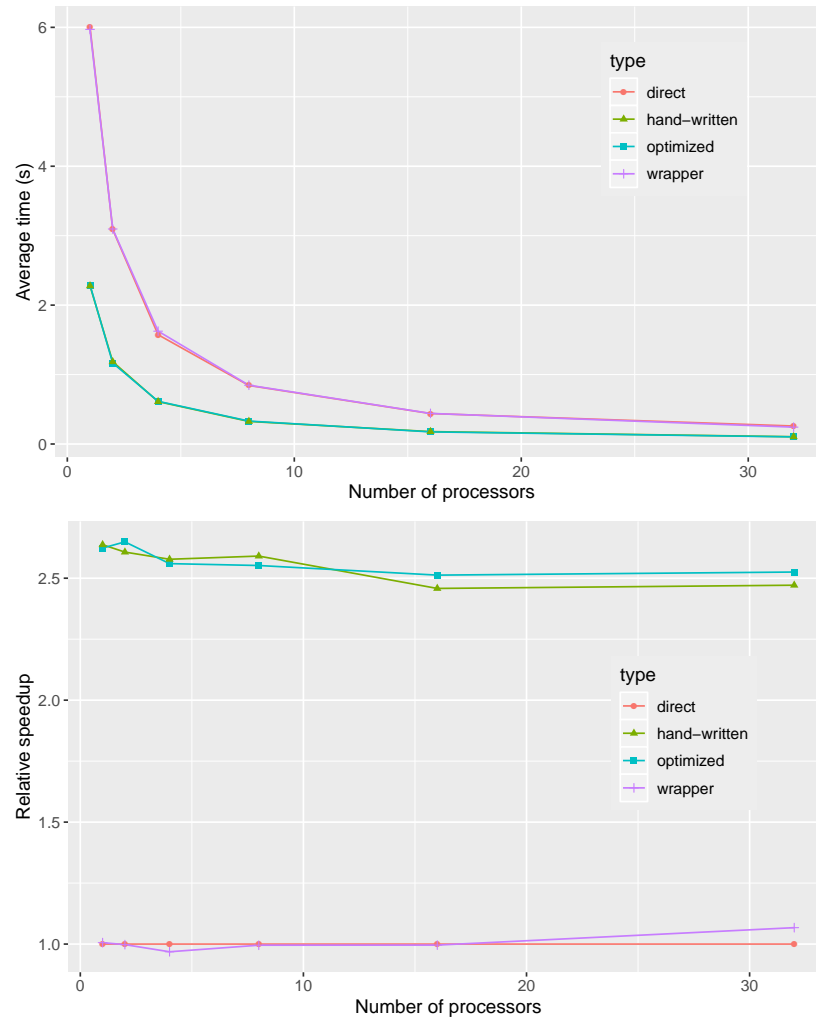 6
4
2
0
Average time (s)
type
direct
hand−written
optimized
wrapper
0
10
20
30
Number of processors
2.5
2.0
1.5
1.0
Relative speedup
type
direct
hand−written
optimized
wrapper
0
10
20
30
Number of processors